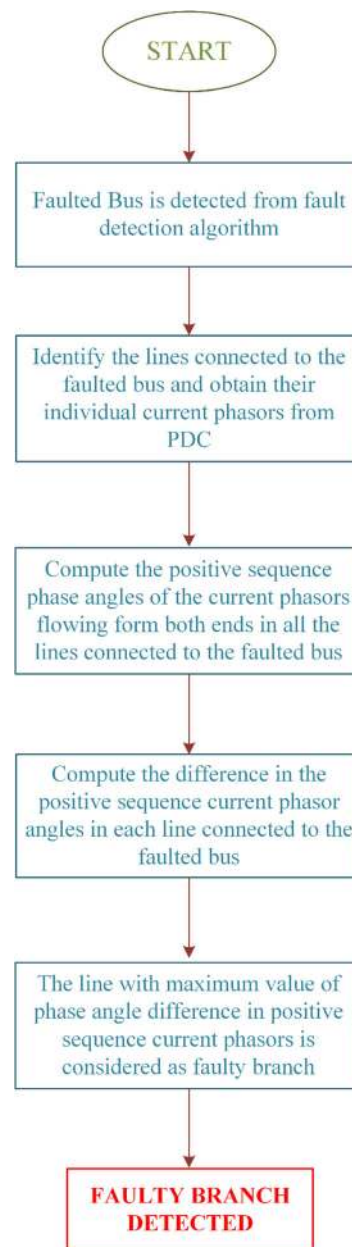 START
Faulted Bus is detected from fault
detection algorithm
Identify the lines connected to the
faulted bus and obtain their
individual current phasors from
PDC
Compute the positive sequence
phase angles of the current phasors
flowing form both ends in all the
lines connected to the faulted bus
Compute the difference in the
positive sequence current phasor
angles in each line connected to the
faulted bus
The line with maximum value of
phase angle difference in positive
sequence current phasors is
considered as faulty branch
FAULTY BRANCH
DETECTED